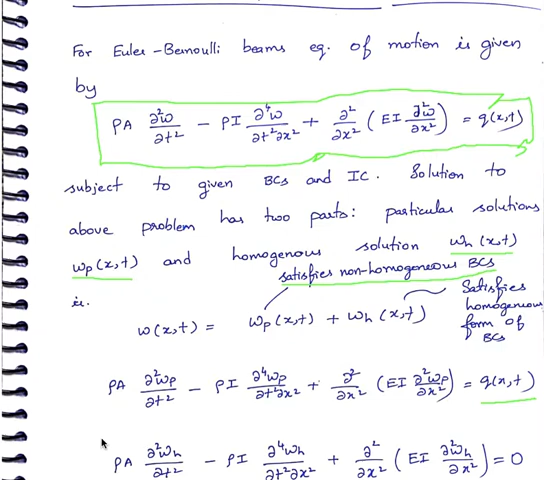 For Euler-Bernoulli beams eq. of motion is given
by
ρA ∂²w/∂t² - ρI ∂⁴w/∂t²∂x² + ∂²/∂x² (EI ∂²w/∂x²) = q(x,t)
subject to given BCs and IC. Solution to
above problem has two parts: particular solutions
wp(x,t) and homogenous solution wh(x,t)
satisfies non-homogeneous BCs
ie.
w(x,t) = wp(x,t) + wh(x,t)
Satisfies
homogeneous
form of
BCs
ρA ∂²wp/∂t² - ρI ∂⁴wp/∂t²∂x² + ∂²/∂x² (EI ∂²wp/∂x²) = q(x,t)
ρA ∂²wh/∂t² - ρI ∂⁴wh/∂t²∂x² + ∂²/∂x² (EI ∂²wh/∂x²) = 0